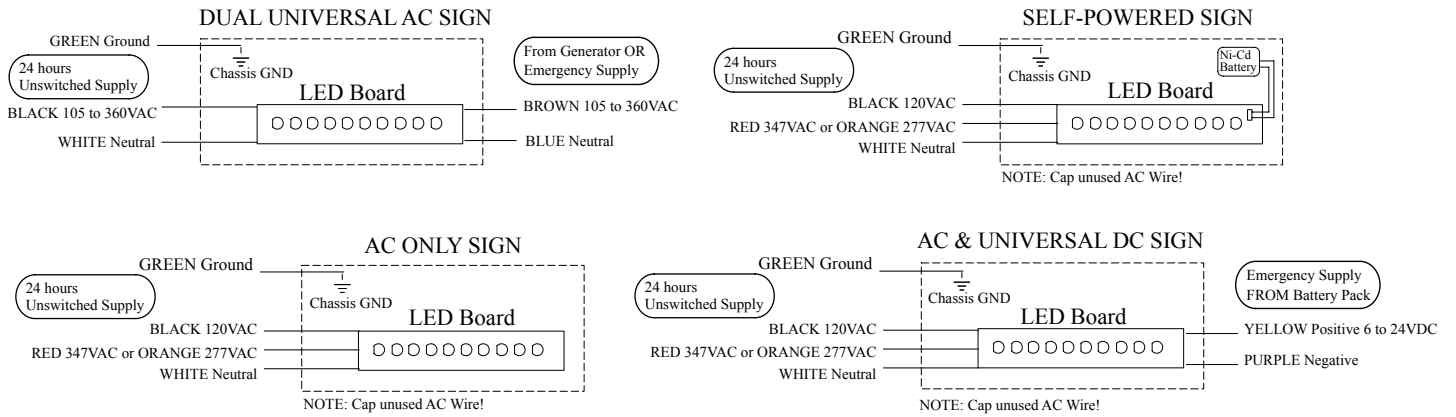 DUAL UNIVERSAL AC SIGN
GREEN Ground
24 hours
Unswitched Supply
Chassis GND
From Generator OR
Emergency Supply
LED Board
BLACK 105 to 360VAC
BROWN 105 to 360VAC
WHITE Neutral
BLUE Neutral
SELF-POWERED SIGN
GREEN Ground
24 hours
Unswitched Supply
Chassis GND
Ni-Cd
Battery
LED Board
BLACK 120VAC
RED 347VAC or ORANGE 277VAC
WHITE Neutral
NOTE: Cap unused AC Wire!
AC ONLY SIGN
GREEN Ground
24 hours
Unswitched Supply
Chassis GND
LED Board
BLACK 120VAC
RED 347VAC or ORANGE 277VAC
WHITE Neutral
NOTE: Cap unused AC Wire!
AC & UNIVERSAL DC SIGN
GREEN Ground
24 hours
Unswitched Supply
Chassis GND
Emergency Supply
FROM Battery Pack
LED Board
BLACK 120VAC
YELLOW Positive 6 to 24VDC
RED 347VAC or ORANGE 277VAC
PURPLE Negative
WHITE Neutral
NOTE: Cap unused AC Wire!